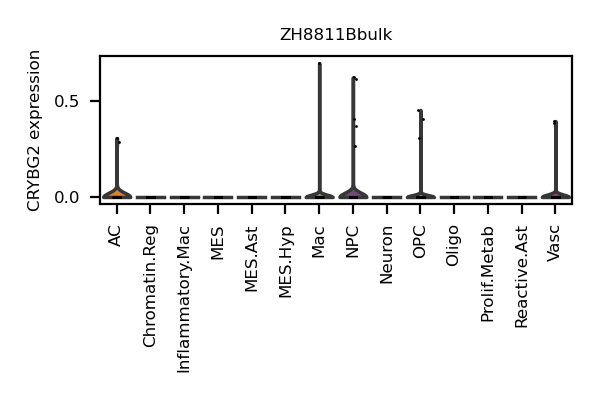 ZH8811Bbulk
CRYBG2 expression
0.5
0.0
AC
Chromatin.Reg
Inflammatory.Mac
MES
MES.Ast
MES.Hyp
Mac
NPC
Neuron
OPC
Oligo
Prolif.Metab
Reactive.Ast
Vasc